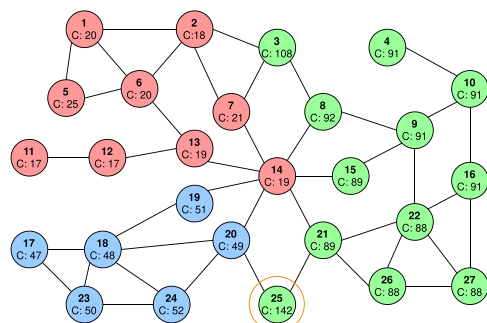 1
C: 20
2
C:18
3
C: 108
4
C: 91
5
C: 25
6
C: 20
7
C: 21
8
C: 92
9
C: 91
10
C: 91
11
C: 17
12
C: 17
13
C: 19
14
C: 19
15
C: 89
16
C: 91
17
C: 47
18
C: 48
19
C: 51
20
C: 49
21
C: 89
22
C: 88
23
C: 50
24
C: 52
25
C: 142
26
C: 88
27
C: 88